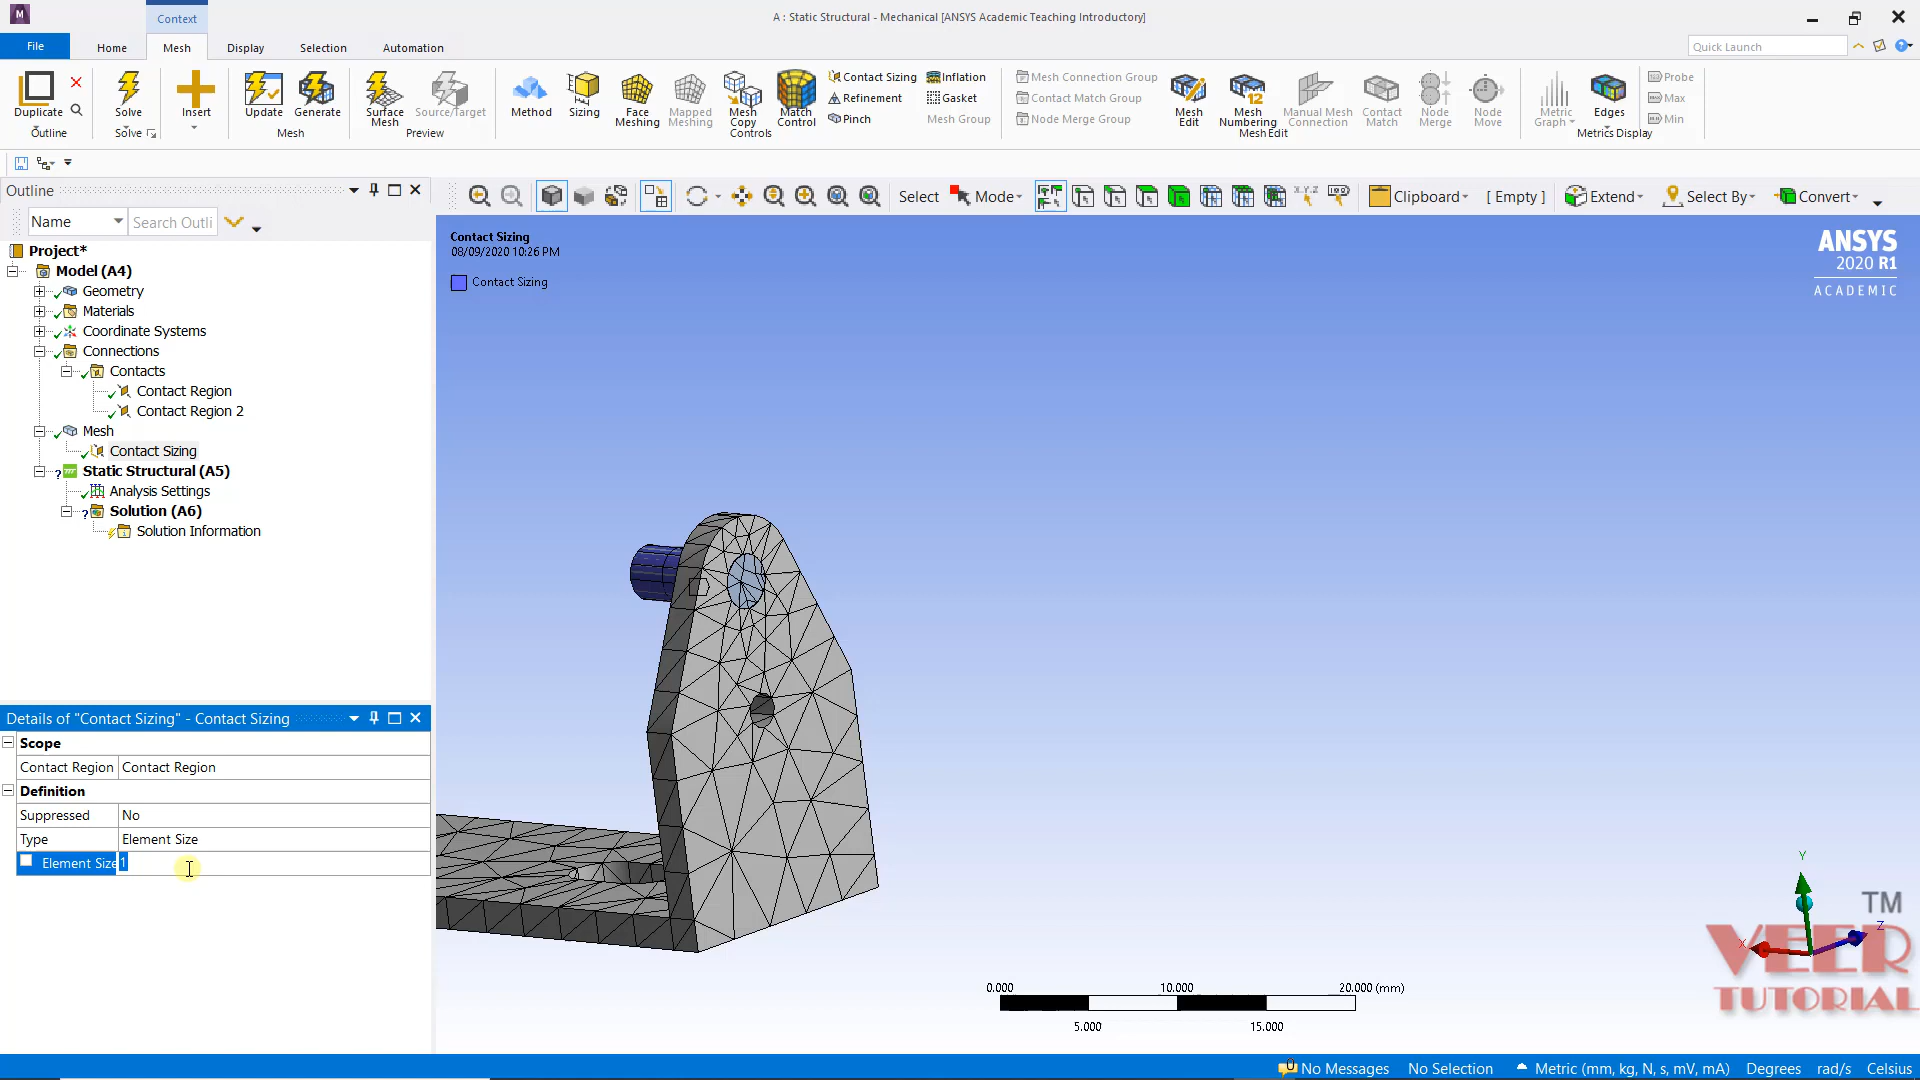 Context
A : Static Structural - Mechanical [ANSYS Academic Teaching Introductory]
File
Home
Mesh
Display
Selection
Automation
Quick Launch
Duplicate
Outline
Solve
Solve
Insert
Update
Generate
Mesh
Surface Mesh
Source/Target
Preview
Method
Sizing
Face Meshing
Mapped Meshing
Mesh Copy
Match Control
Contact Sizing
Refinement
Pinch
Inflation
Gasket
Mesh Group
Controls
Mesh Connection Group
Contact Match Group
Node Merge Group
Mesh Edit
Mesh Numbering
Manual Mesh Connection
Contact Match
Node Merge
Node Move
Mesh Edit
Metric Graph
Edges
Probe
Max
Min
Metrics Display
Outline
Name
Search Outli
Select
Mode
Clipboard
[ Empty ]
Extend
Select By
Convert
Project*
Model (A4)
Geometry
Materials
Coordinate Systems
Connections
Contacts
Contact Region
Contact Region 2
Mesh
Contact Sizing
Static Structural (A5)
Analysis Settings
Solution (A6)
Solution Information
Contact Sizing
08/09/2020 10:26 PM
Contact Sizing
ANSYS
2020 R1
ACADEMIC
Details of "Contact Sizing" - Contact Sizing
Scope
Contact Region Contact Region
Definition
Suppressed No
Type Element Size
Element Size 1
0.000 10.000 20.000 (mm)
5.000 15.000
Y
X
Z
TM
VEER
TUTORIAL
0
No Messages
No Selection
Metric (mm, kg, N, s, mV, mA)
Degrees
rad/s
Celsius